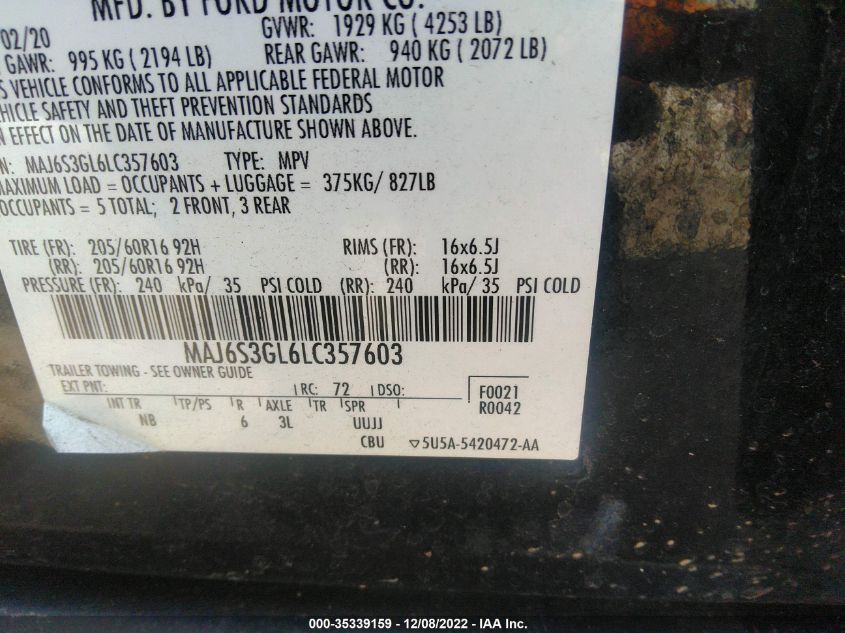 MFD. BY FORD MOTOR CO.
02/20 GVWR: 1929 KG ( 4253 LB)
GAWR: 995 KG ( 2194 LB) REAR GAWR: 940 KG ( 2072 LB)
VEHICLE CONFORMS TO ALL APPLICABLE FEDERAL MOTOR
SAFETY AND THEFT PREVENTION STANDARDS
EFFECT ON THE DATE OF MANUFACTURE SHOWN ABOVE.
MAJ6S3GL6LC357603 TYPE: MPV
MAXIMUM LOAD = OCCUPANTS + LUGGAGE = 375KG/ 827LB
OCCUPANTS = 5 TOTAL; 2 FRONT, 3 REAR
TIRE (FR): 205/60R16 92H RIMS (FR): 16x6.5J
(RR): 205/60R16 92H (RR): 16x6.5J
PRESSURE (FR): 240 kPa/ 35 PSI COLD (RR): 240 kPa/ 35 PSI COLD
MAJ6S3GL6LC357603
TRAILER TOWING - SEE OWNER GUIDE
EXT PNT: RC: 72 DSO: F0021
R0042
INT TR TP/PS R AXLE TR SPR
NB 6 3L UUJJ
CBU ▽5U5A-5420472-AA
000-35339159 - 12/08/2022 - IAA Inc.